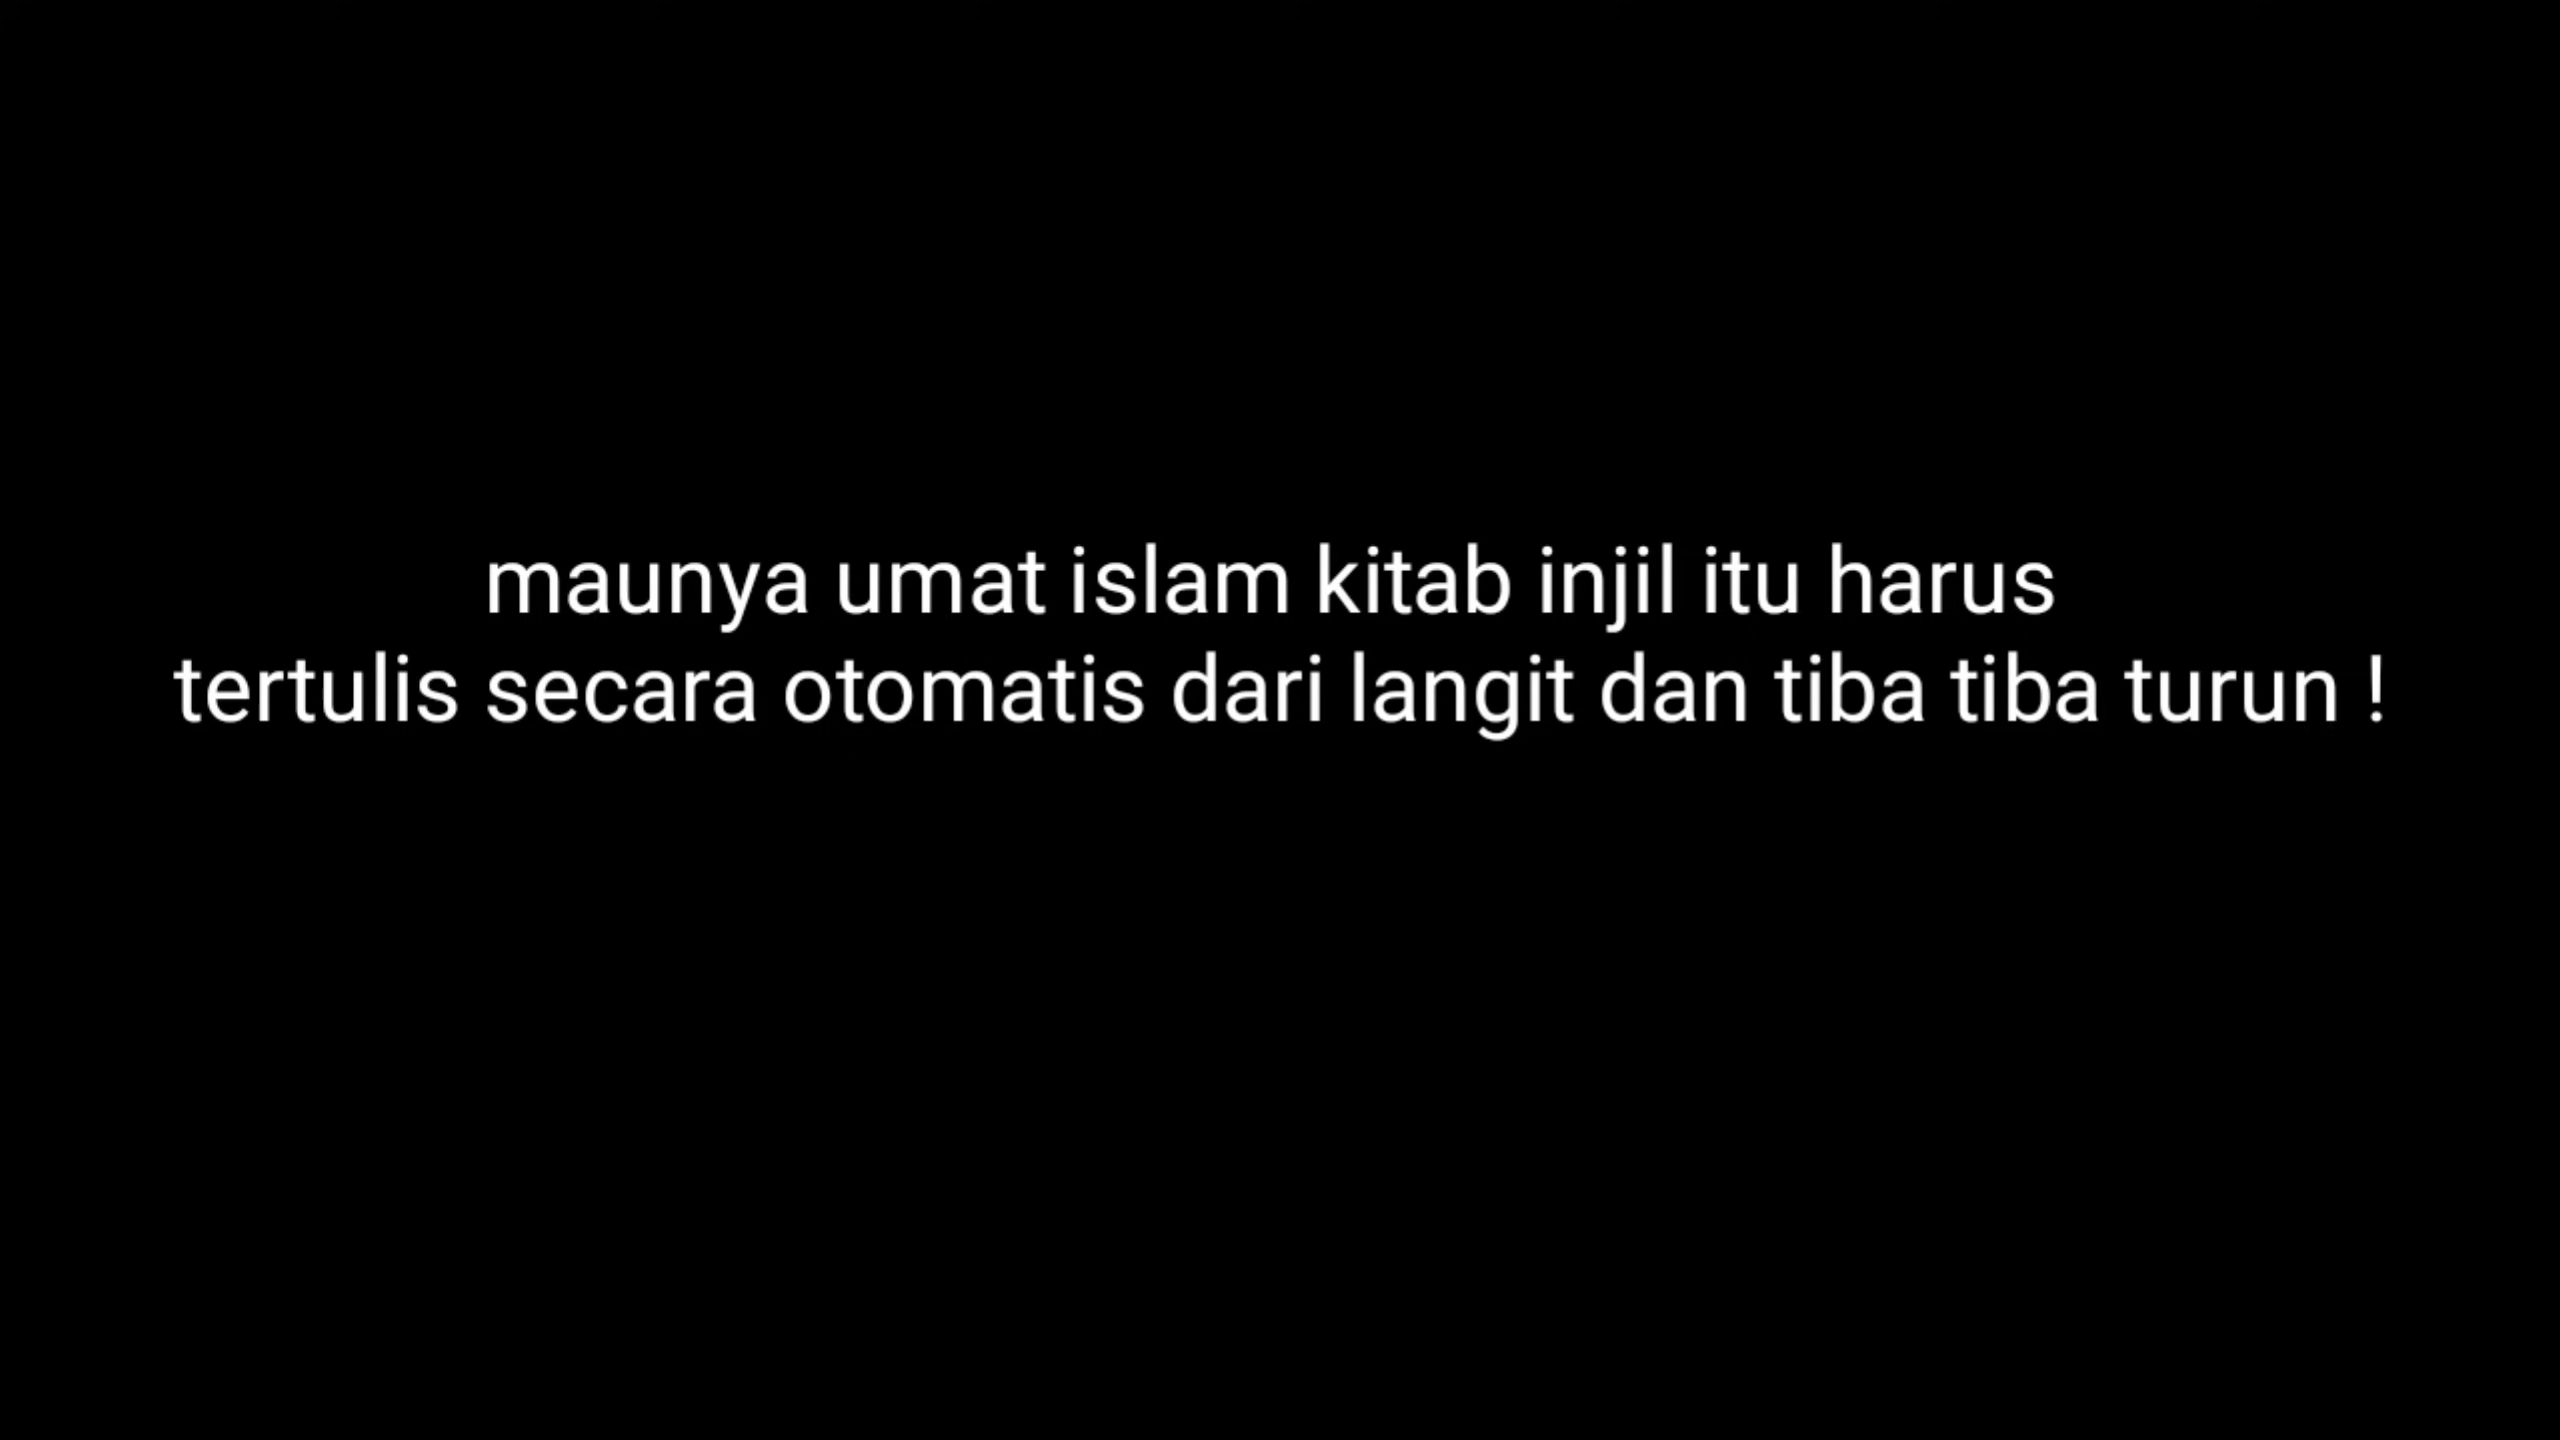 maunya umat islam kitab injil itu harus
tertulis secara otomatis dari langit dan tiba tiba turun !